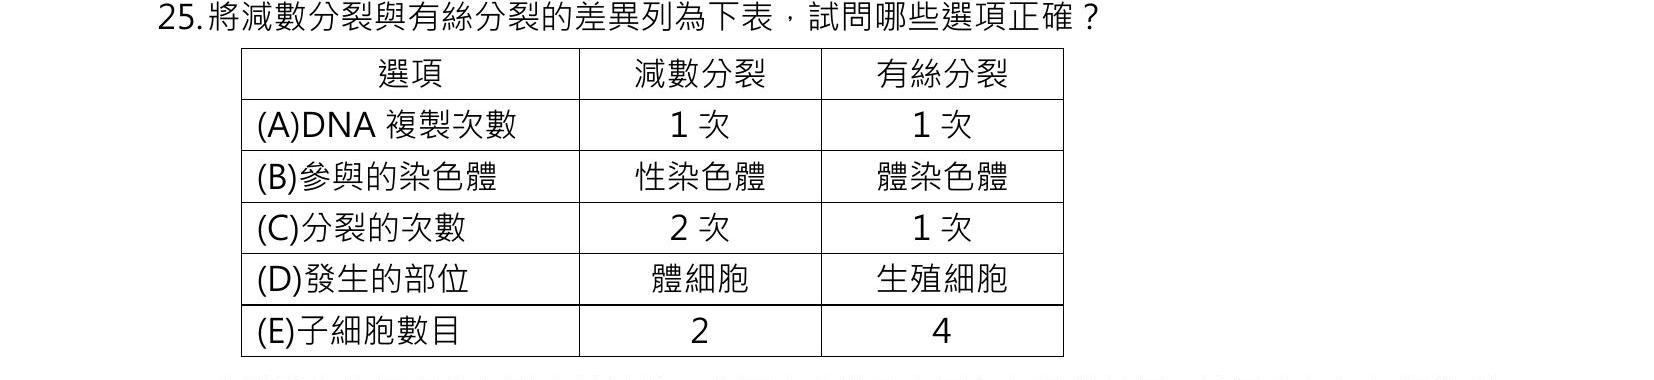 25.將減數分裂與有絲分裂的差異列為下表，試問哪些選項正確？
選項 減數分裂 有絲分裂
(A)DNA 複製次數 1 次 1 次
(B)參與的染色體 性染色體 體染色體
(C)分裂的次數 2 次 1 次
(D)發生的部位 體細胞 生殖細胞
(E)子細胞數目 2 4